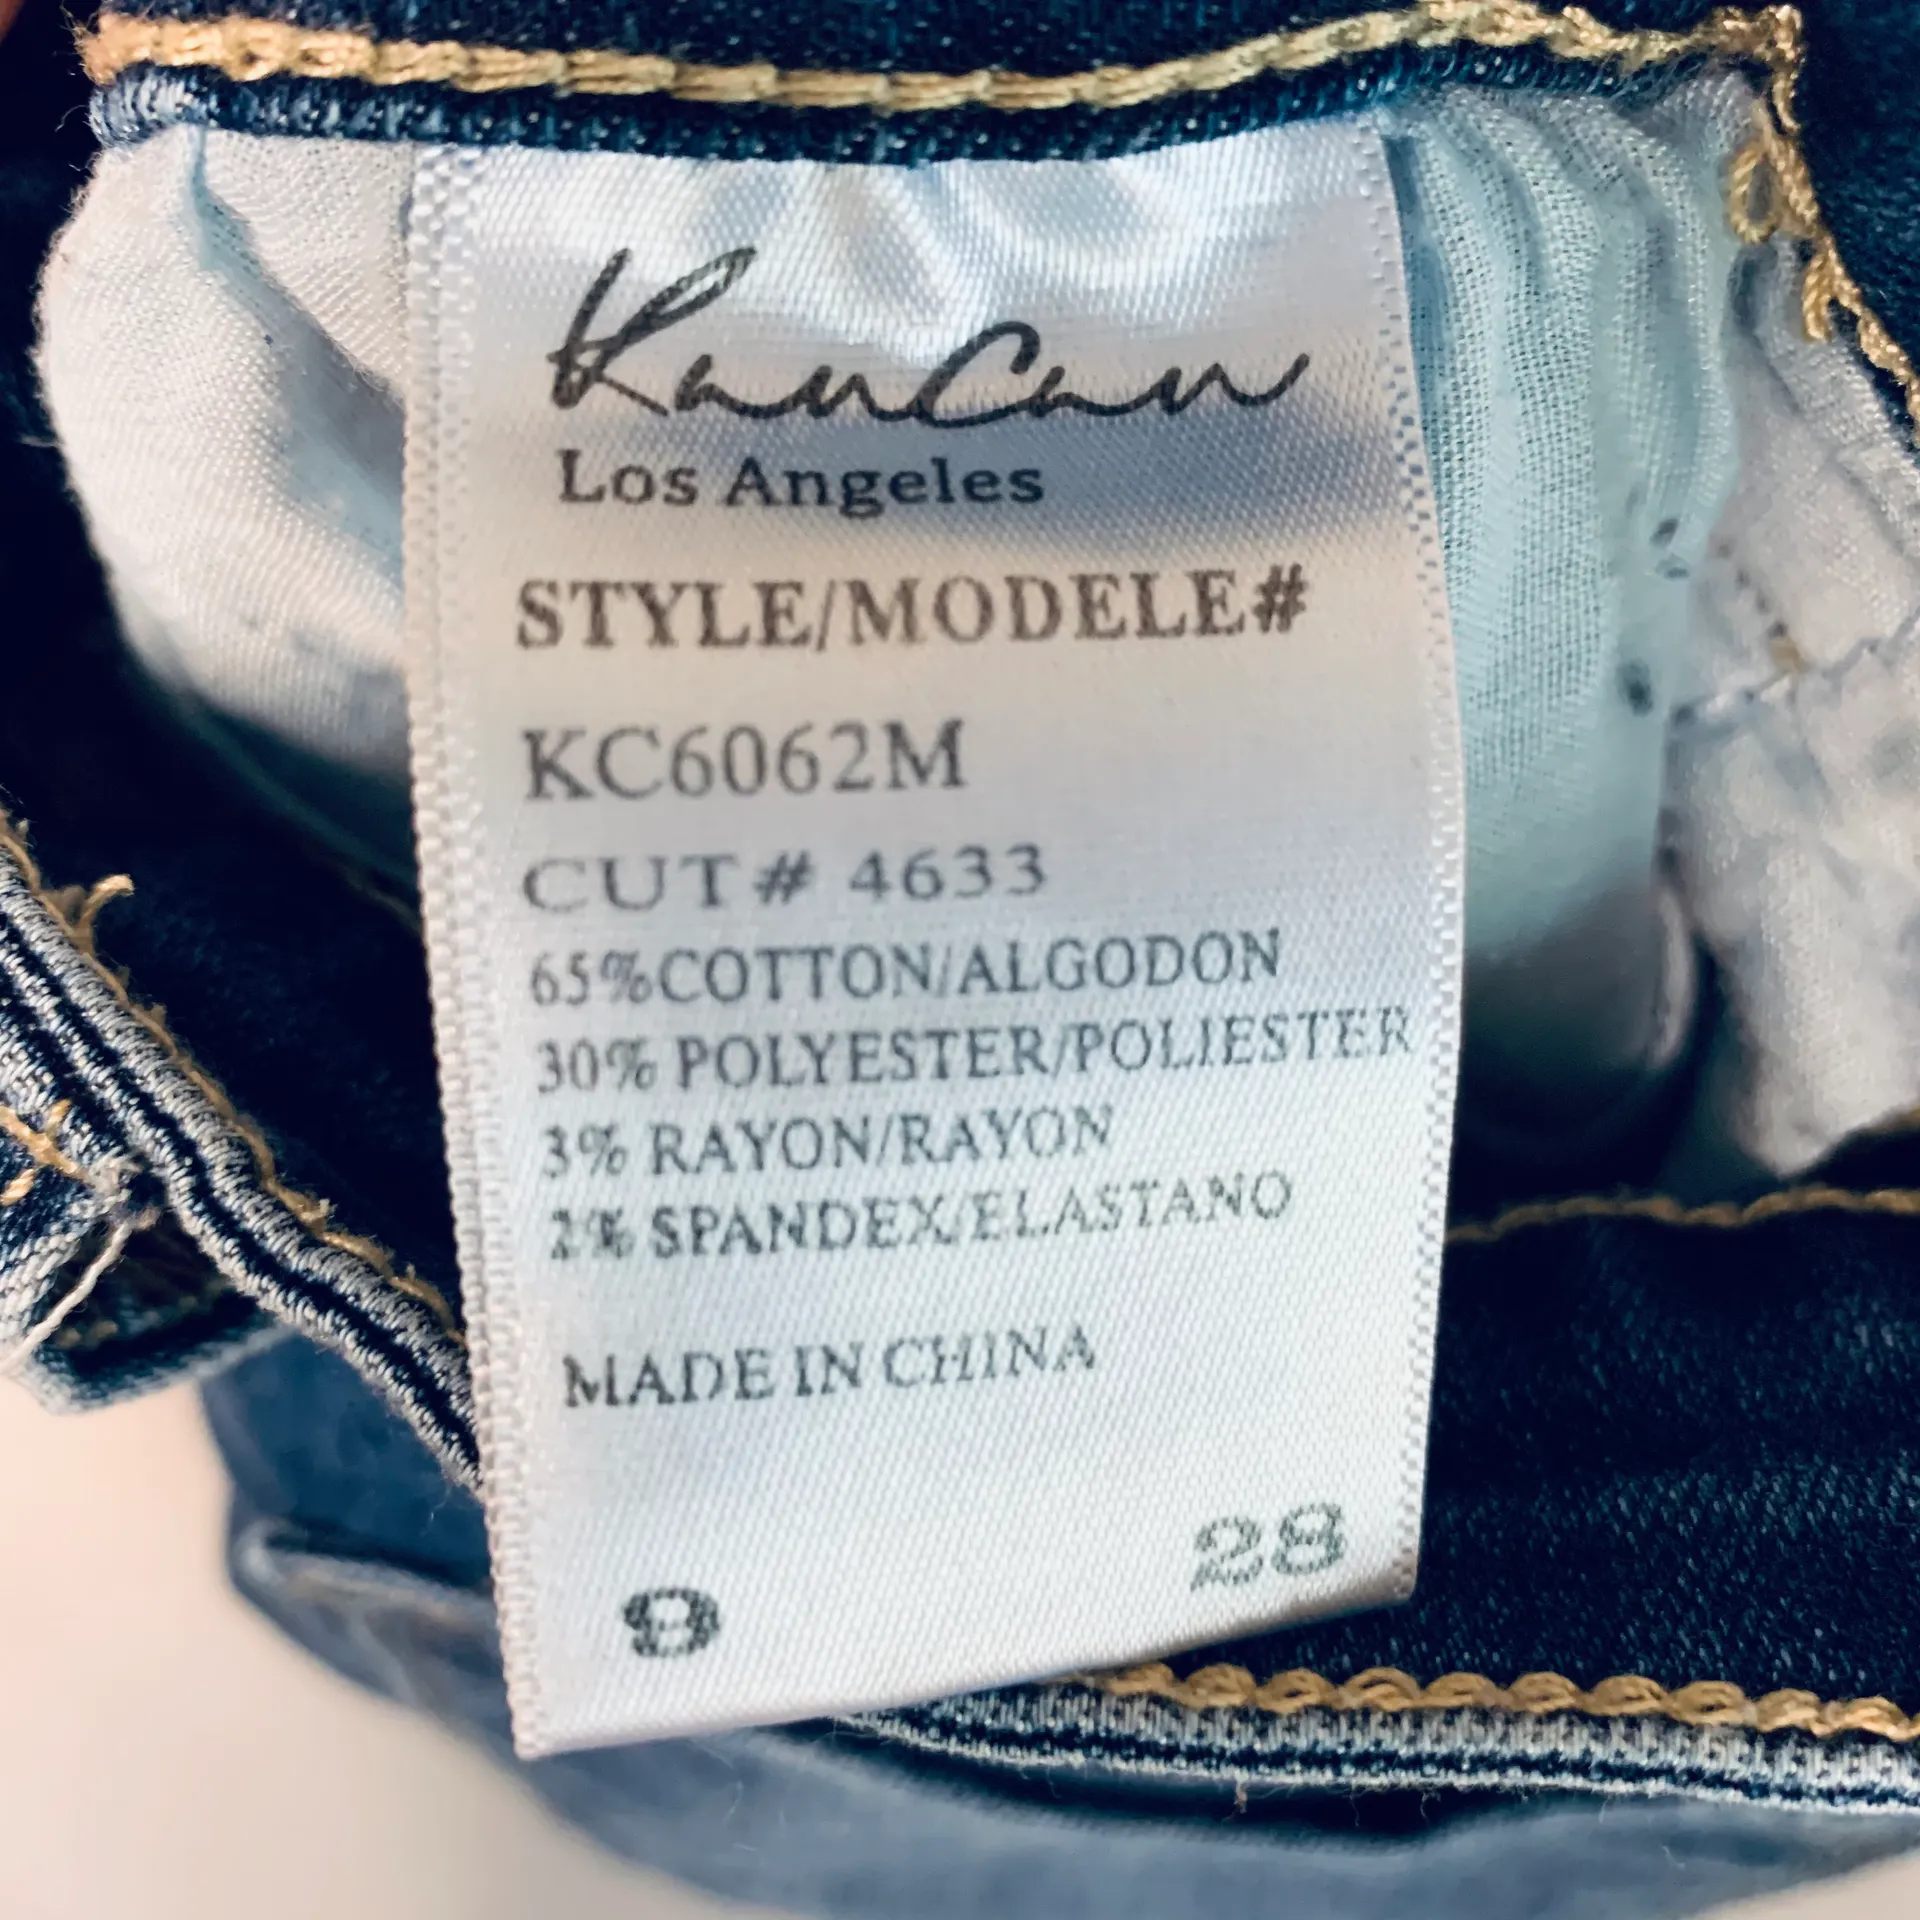 KanCan
Los Angeles
STYLE/MODELE#
KC6062M
CUT# 4633
65%COTTON/ALGODON
30% POLYESTER/POLIESTER
3% RAYON/RAYON
2% SPANDEX/ELASTANO
MADE IN CHINA
9 28